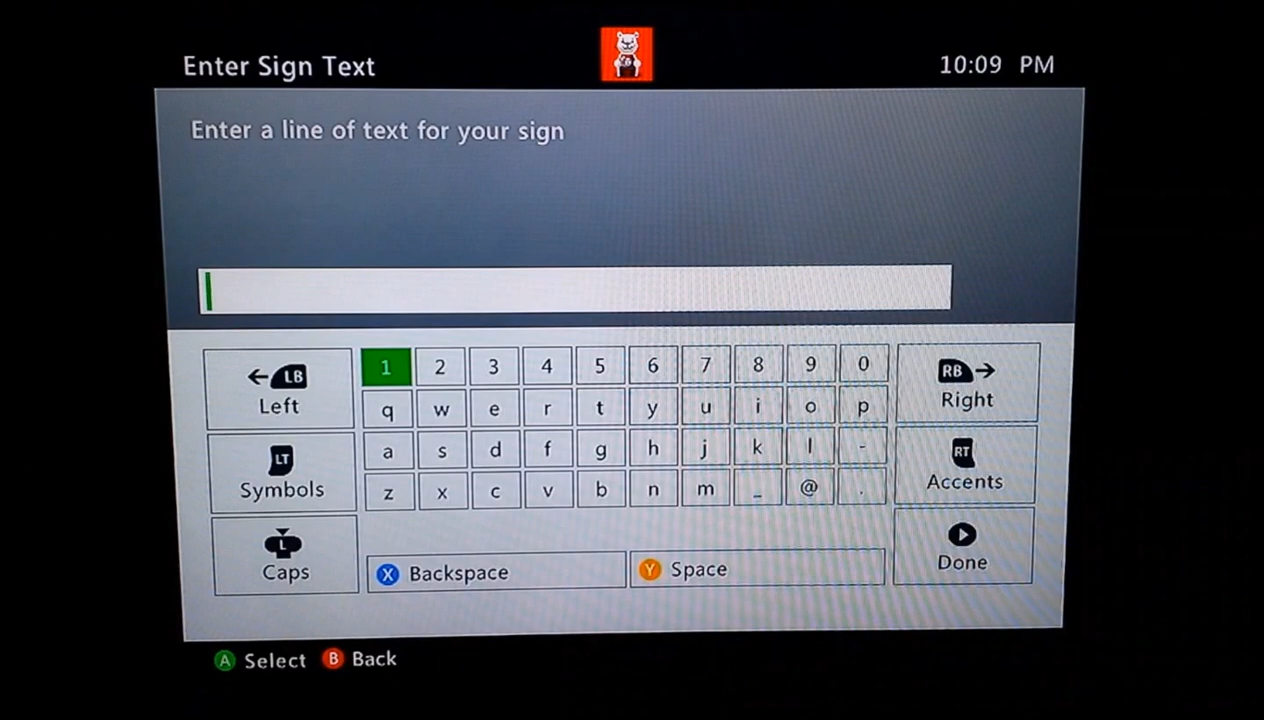 Enter Sign Text
10:09 PM
Enter a line of text for your sign
LB
Left
1 2 3 4 5 6 7 8 9 0
RB
Right
q w e r t y u i o p
LT
Symbols
a s d f g h j k l -
RT
Accents
z x c v b n m _ @ .
L
Caps
X Backspace
Y Space
Done
A Select B Back